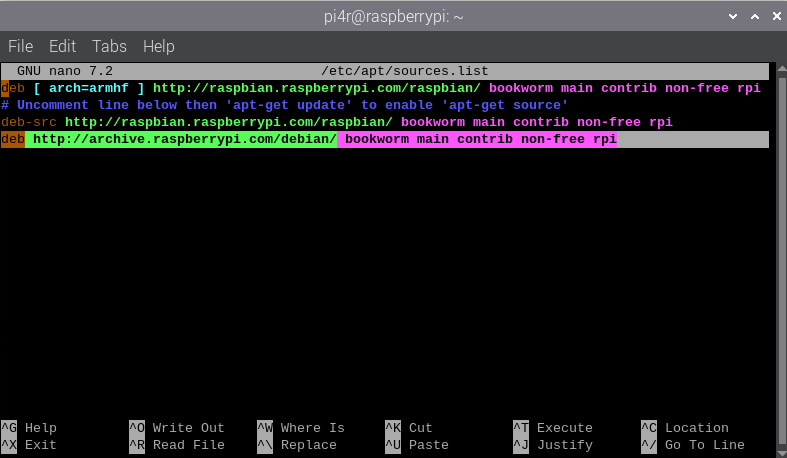 pi4r@raspberrypi: ~
File Edit Tabs Help
GNU nano 7.2 /etc/apt/sources.list
deb [ arch=armhf ] http://raspbian.raspberrypi.com/raspbian/ bookworm main contrib non-free rpi
# Uncomment line below then 'apt-get update' to enable 'apt-get source'
deb-src http://raspbian.raspberrypi.com/raspbian/ bookworm main contrib non-free rpi
deb http://archive.raspberrypi.com/debian/ bookworm main contrib non-free rpi
^G Help ^O Write Out ^W Where Is ^K Cut ^T Execute ^C Location
^X Exit ^R Read File ^\ Replace ^U Paste ^J Justify ^/ Go To Line